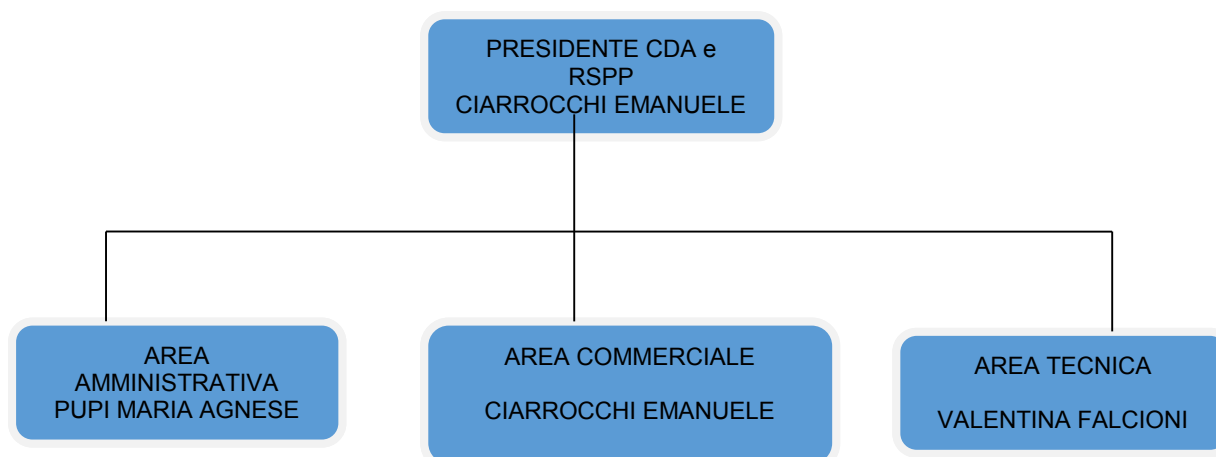 PRESIDENTE CDA e
RSPP
CIARROCCHI EMANUELE
AREA
AMMINISTRATIVA
PUPI MARIA AGNESE
AREA COMMERCIALE
CIARROCCHI EMANUELE
AREA TECNICA
VALENTINA FALCIONI